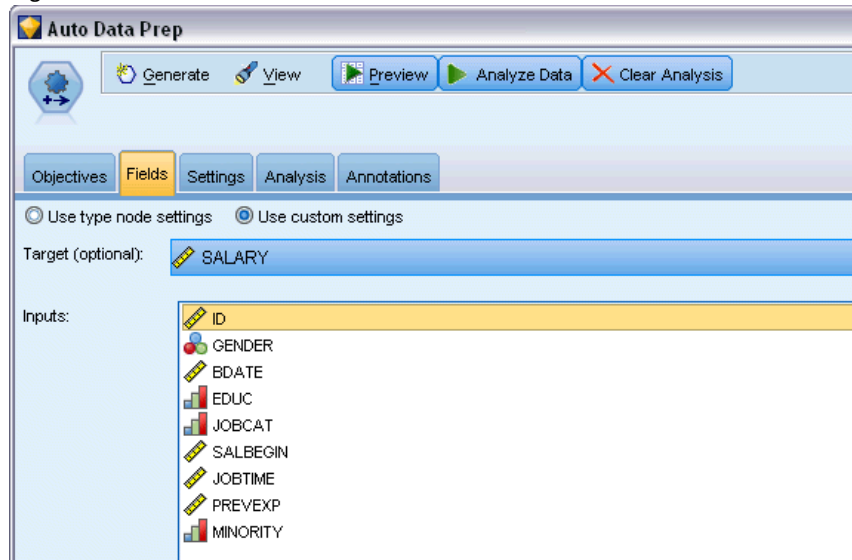 Auto Data Prep
Generate View Preview Analyze Data Clear Analysis
Objectives Fields Settings Analysis Annotations
Use type node settings Use custom settings
Target (optional): SALARY
Inputs: ID
GENDER
BDATE
EDUC
JOBCAT
SALBEGIN
JOBTIME
PREVEXP
MINORITY